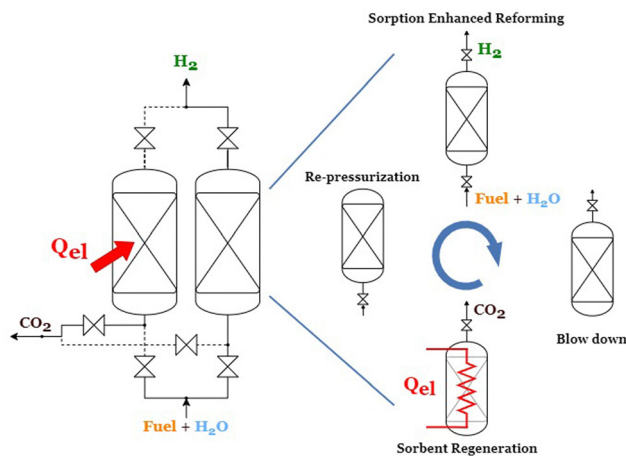 Sorption Enhanced Reforming
H₂
H₂
Re-pressurization
Fuel + H₂O
Qel
CO₂
CO₂
Blow down
Qel
Fuel + H₂O
Sorbent Regeneration